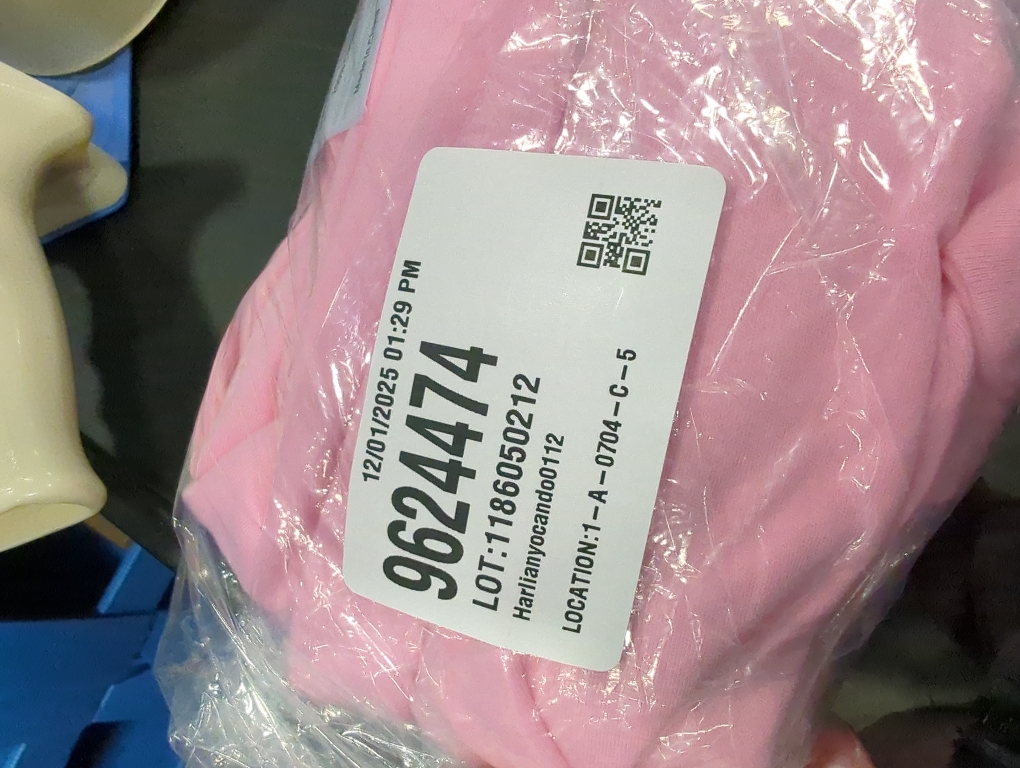 12/01/2025 01:29 PM
9624474
LOT:1186050212
Harlianyocando0112
LOCATION:1-A-0704-C-5